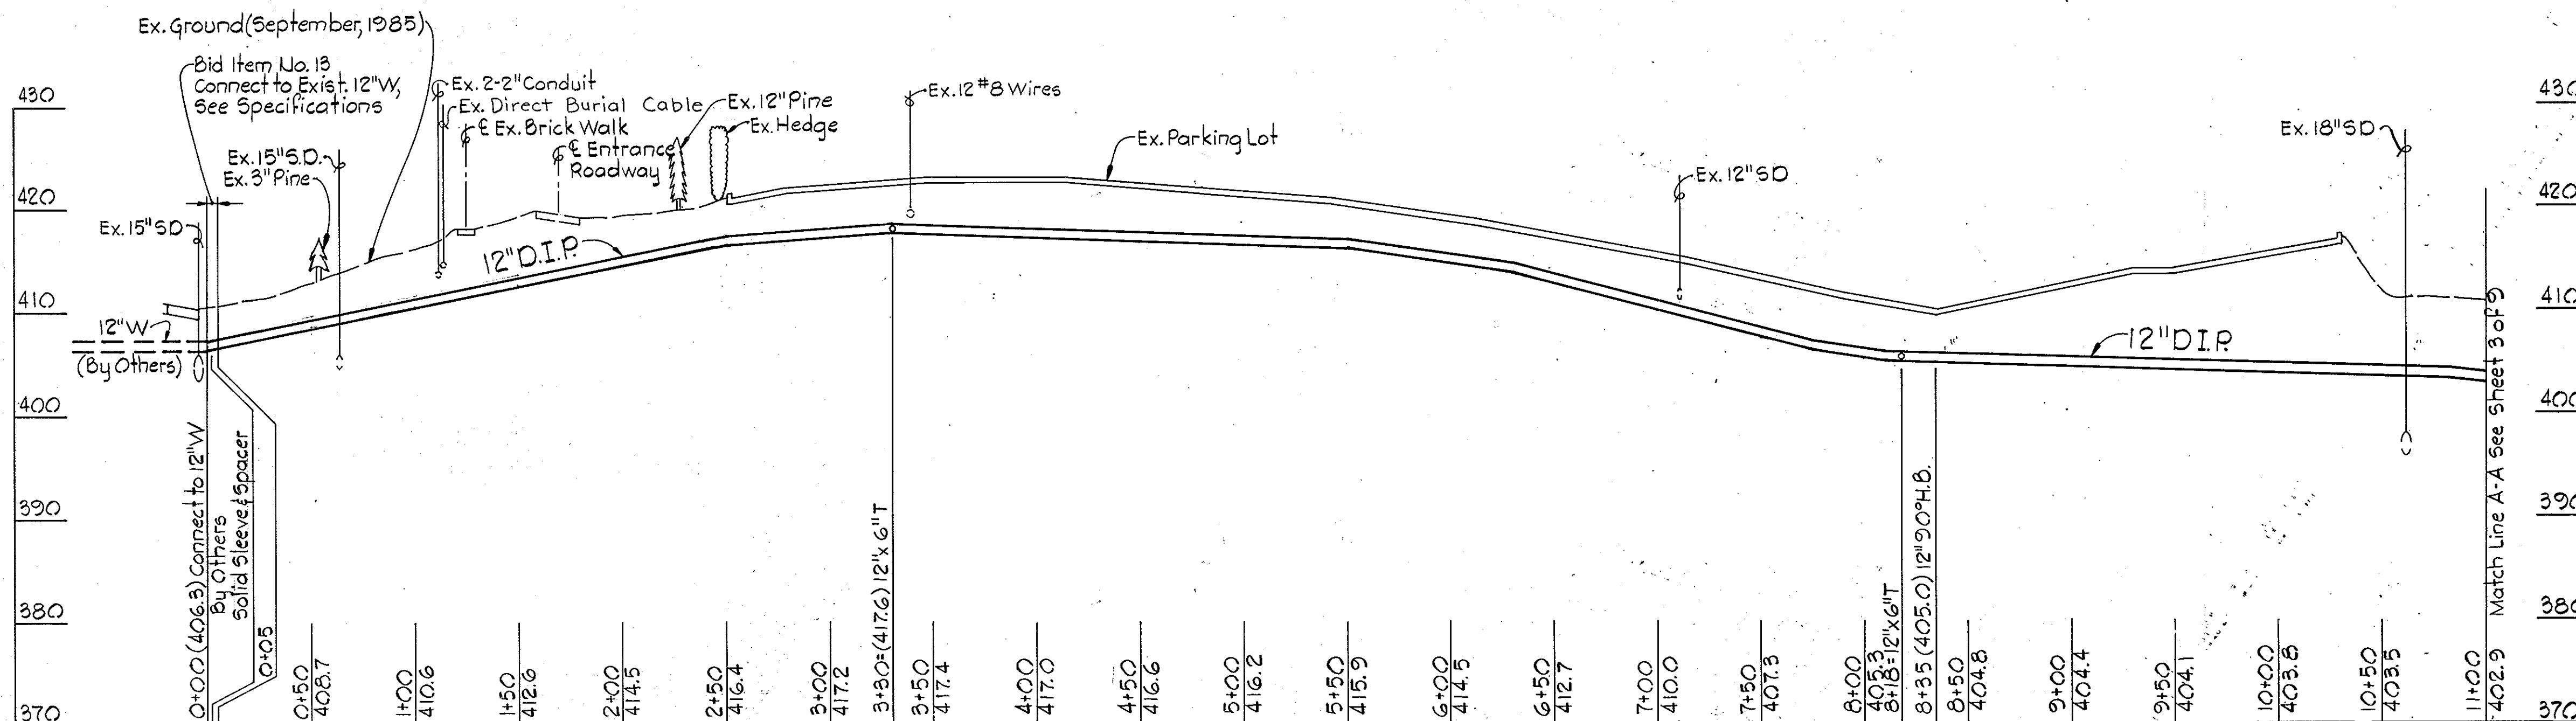 Ex. Ground (September, 1985)
Bid Item No. 13
Connect to Exist. 12"W,
See Specifications
Ex. 2-2" Conduit
Ex. Direct Burial Cable
℄ Ex. Brick Walk
℄ Entrance
Roadway
Ex. 12" Pine
Ex. Hedge
Ex. 12 #8 Wires
Ex. Parking Lot
Ex. 12" SD
Ex. 18" SD
Ex. 15" S.D.
Ex. 3" Pine
Ex. 15" SD
12" W
(By Others)
12" D.I.P.
12" D.I.P.
430
420
410
400
390
380
370
430
420
410
400
390
380
370
0+00 (406.3) Connect to 12"W
By Others
Solid Sleeve & Spacer
0+05
0+50
408.7
1+00
410.6
1+50
412.6
2+00
414.5
2+50
416.4
3+00
417.2
3+30=(417.6) 12"x 6"T
3+50
417.4
4+00
417.0
4+50
416.6
5+00
416.2
5+50
415.9
6+00
414.5
6+50
412.7
7+00
410.0
7+50
407.3
8+00
405.3
8+18=12"x6"T
8+35 (405.0) 12"90°H.B.
8+50
404.8
9+00
404.4
9+50
404.1
10+00
403.8
10+50
403.5
11+00
402.9
Match Line A-A See Sheet 3 of 9